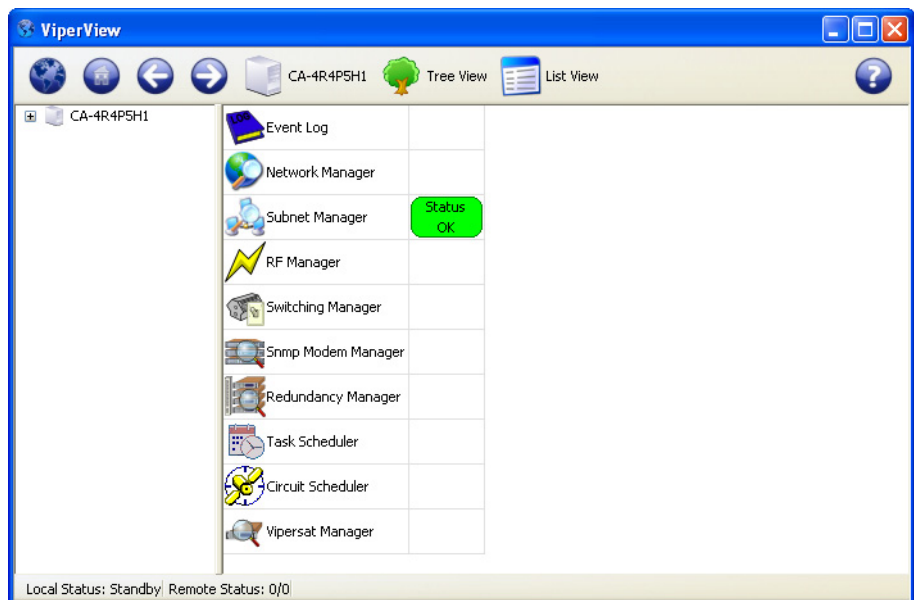 ViperView
CA-4R4P5H1 Tree View List View
CA-4R4P5H1
LOG
Event Log
Network Manager
Subnet Manager
Status
OK
RF Manager
Switching Manager
Snmp Modem Manager
Redundancy Manager
Task Scheduler
Circuit Scheduler
Vipersat Manager
Local Status: Standby Remote Status: 0/0